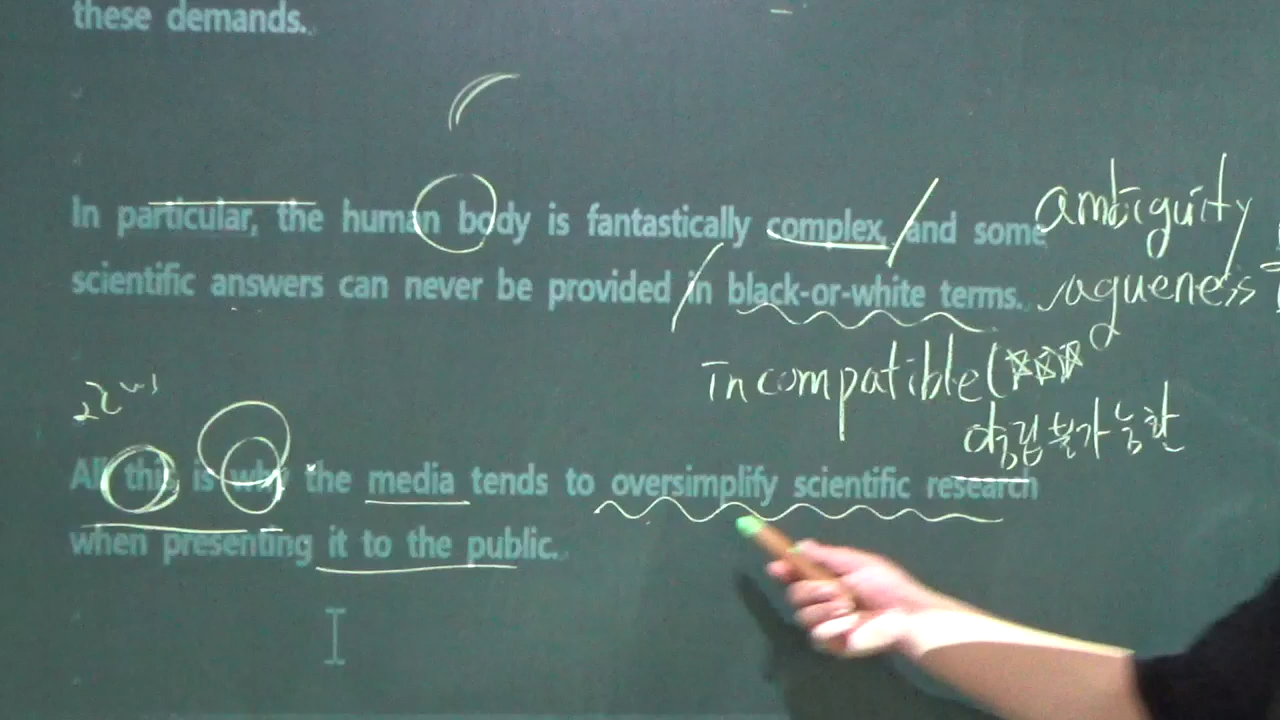 these demands.
In particular, the human body is fantastically complex, and some
ambiguity
scientific answers can never be provided in black-or-white terms.
vagueness
incompatible(
양립불가능한
All this is why the media tends to oversimplify scientific research
when presenting it to the public.